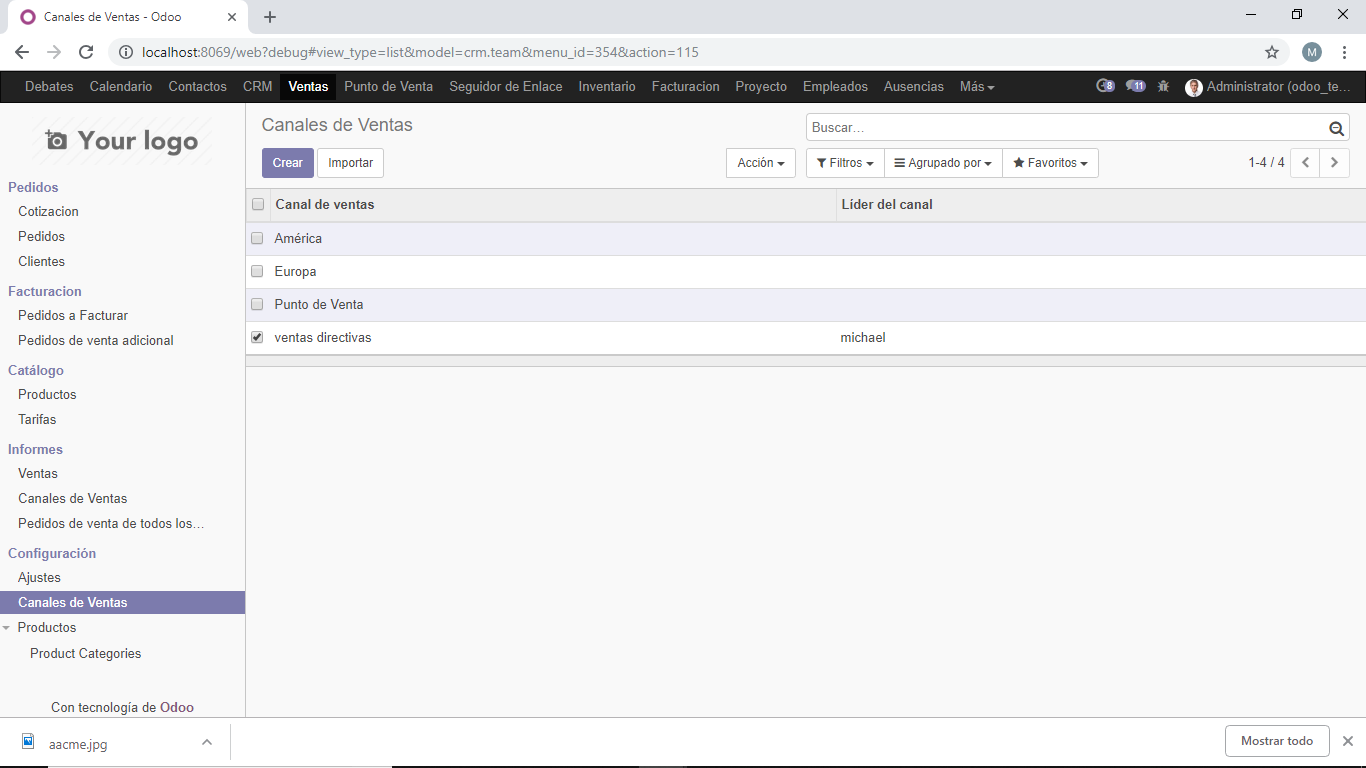 Canales de Ventas - Odoo
localhost:8069/web?debug#view_type=list&model=crm.team&menu_id=354&action=115
M
Debates Calendario Contactos CRM Ventas Punto de Venta Seguidor de Enlace Inventario Facturacion Proyecto Empleados Ausencias Más 8 11 Administrator (odoo_te...
Your logo
Pedidos
Cotizacion
Pedidos
Clientes
Facturacion
Pedidos a Facturar
Pedidos de venta adicional
Catálogo
Productos
Tarifas
Informes
Ventas
Canales de Ventas
Pedidos de venta de todos los...
Configuración
Ajustes
Canales de Ventas
Productos
Product Categories
Con tecnología de Odoo
Canales de Ventas
Buscar...
Crear Importar Acción Filtros Agrupado por Favoritos 1-4 / 4
Canal de ventas Líder del canal
América
Europa
Punto de Venta
ventas directivas michael
aacme.jpg Mostrar todo